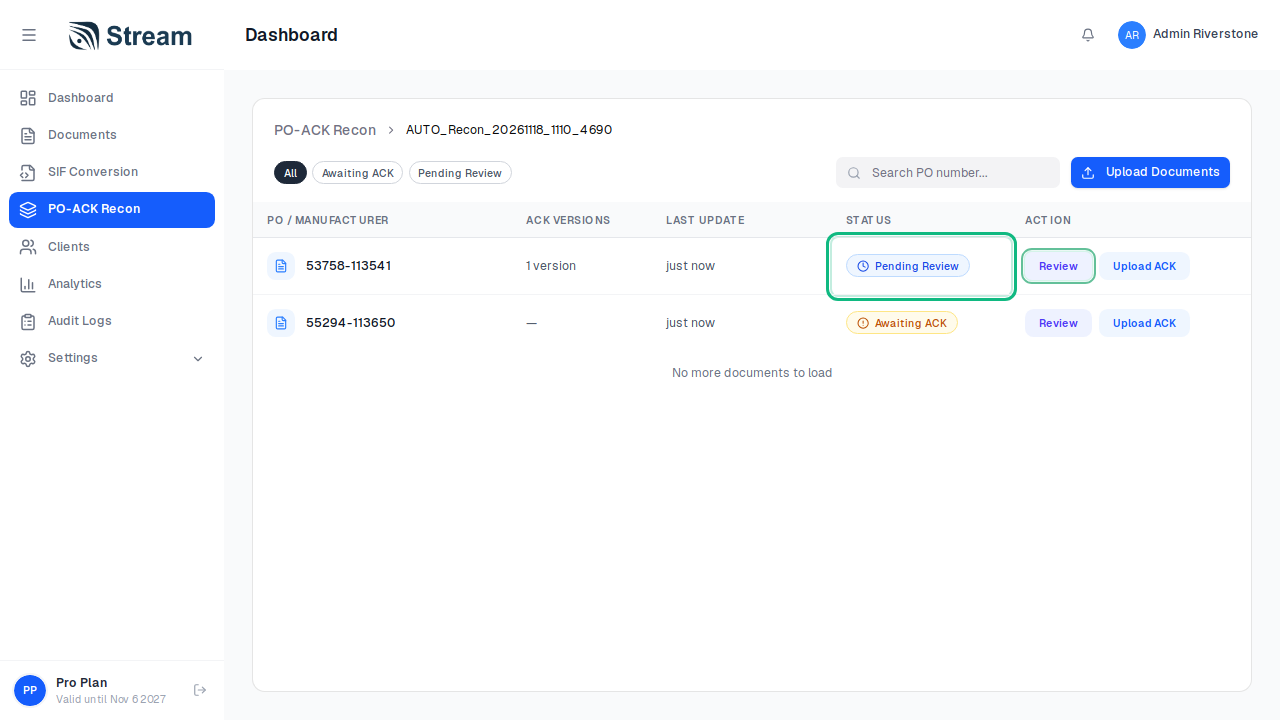 Stream
Dashboard
AR
Admin Riverstone
Dashboard
Documents
SIF Conversion
PO-ACK Recon
Clients
Analytics
Audit Logs
Settings
PO-ACK Recon
AUTO_Recon_20261118_1110_4690
All
Awaiting ACK
Pending Review
Search PO number...
Upload Documents
PO / MANUFACTURER
ACK VERSIONS
LAST UPDATE
STATUS
ACTION
53758-113541
1 version
just now
Pending Review
Review
Upload ACK
55294-113650
—
just now
Awaiting ACK
Review
Upload ACK
No more documents to load
PP
Pro Plan
Valid until Nov 6 2027